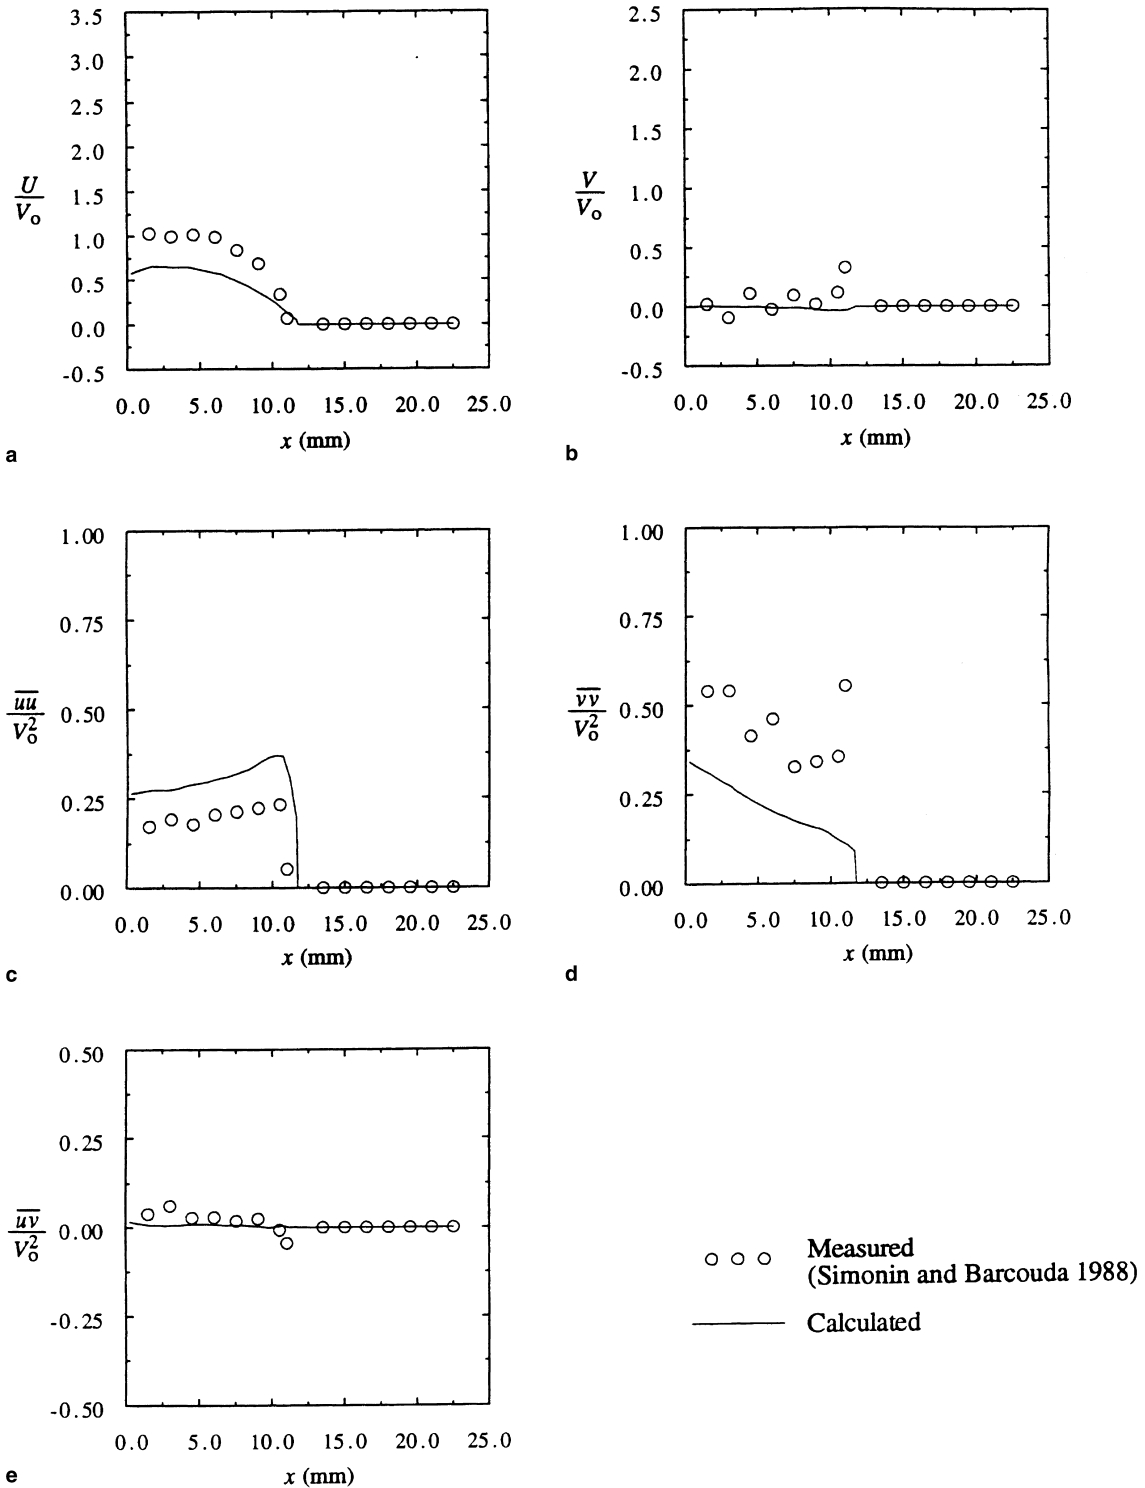 3.5
3.0
2.5
2.0
1.5
1.0
0.5
0.0
-0.5
U
V₀
0.0 5.0 10.0 15.0 20.0 25.0
x (mm)
a
2.5
2.0
1.5
1.0
0.5
0.0
-0.5
V
V₀
0.0 5.0 10.0 15.0 20.0 25.0
x (mm)
b
1.00
0.75
0.50
0.25
0.00
uu
V₀²
0.0 5.0 10.0 15.0 20.0 25.0
x (mm)
c
1.00
0.75
0.50
0.25
0.00
vv
V₀²
0.0 5.0 10.0 15.0 20.0 25.0
x (mm)
d
0.50
0.25
0.00
-0.25
-0.50
uv
V₀²
0.0 5.0 10.0 15.0 20.0 25.0
x (mm)
e
Measured
(Simonin and Barcouda 1988)
Calculated